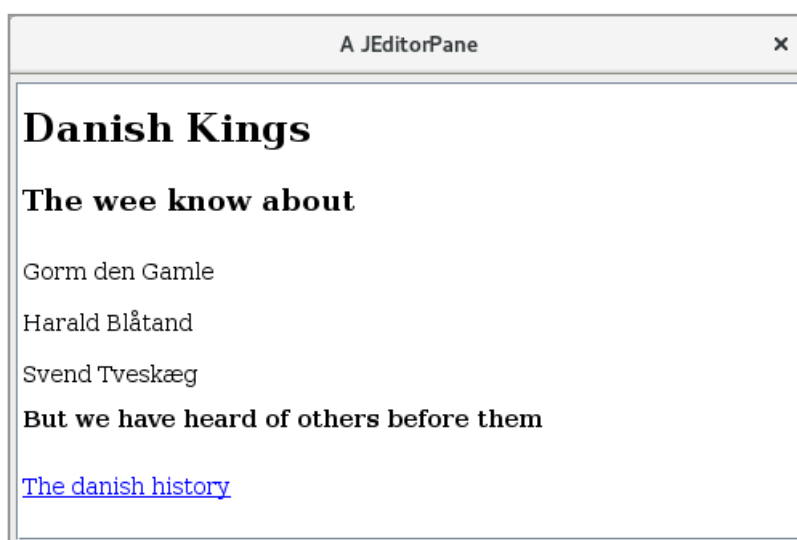 A JEditorPane ×
Danish Kings
The wee know about
Gorm den Gamle
Harald Blåtand
Svend Tveskæg
But we have heard of others before them
The danish history